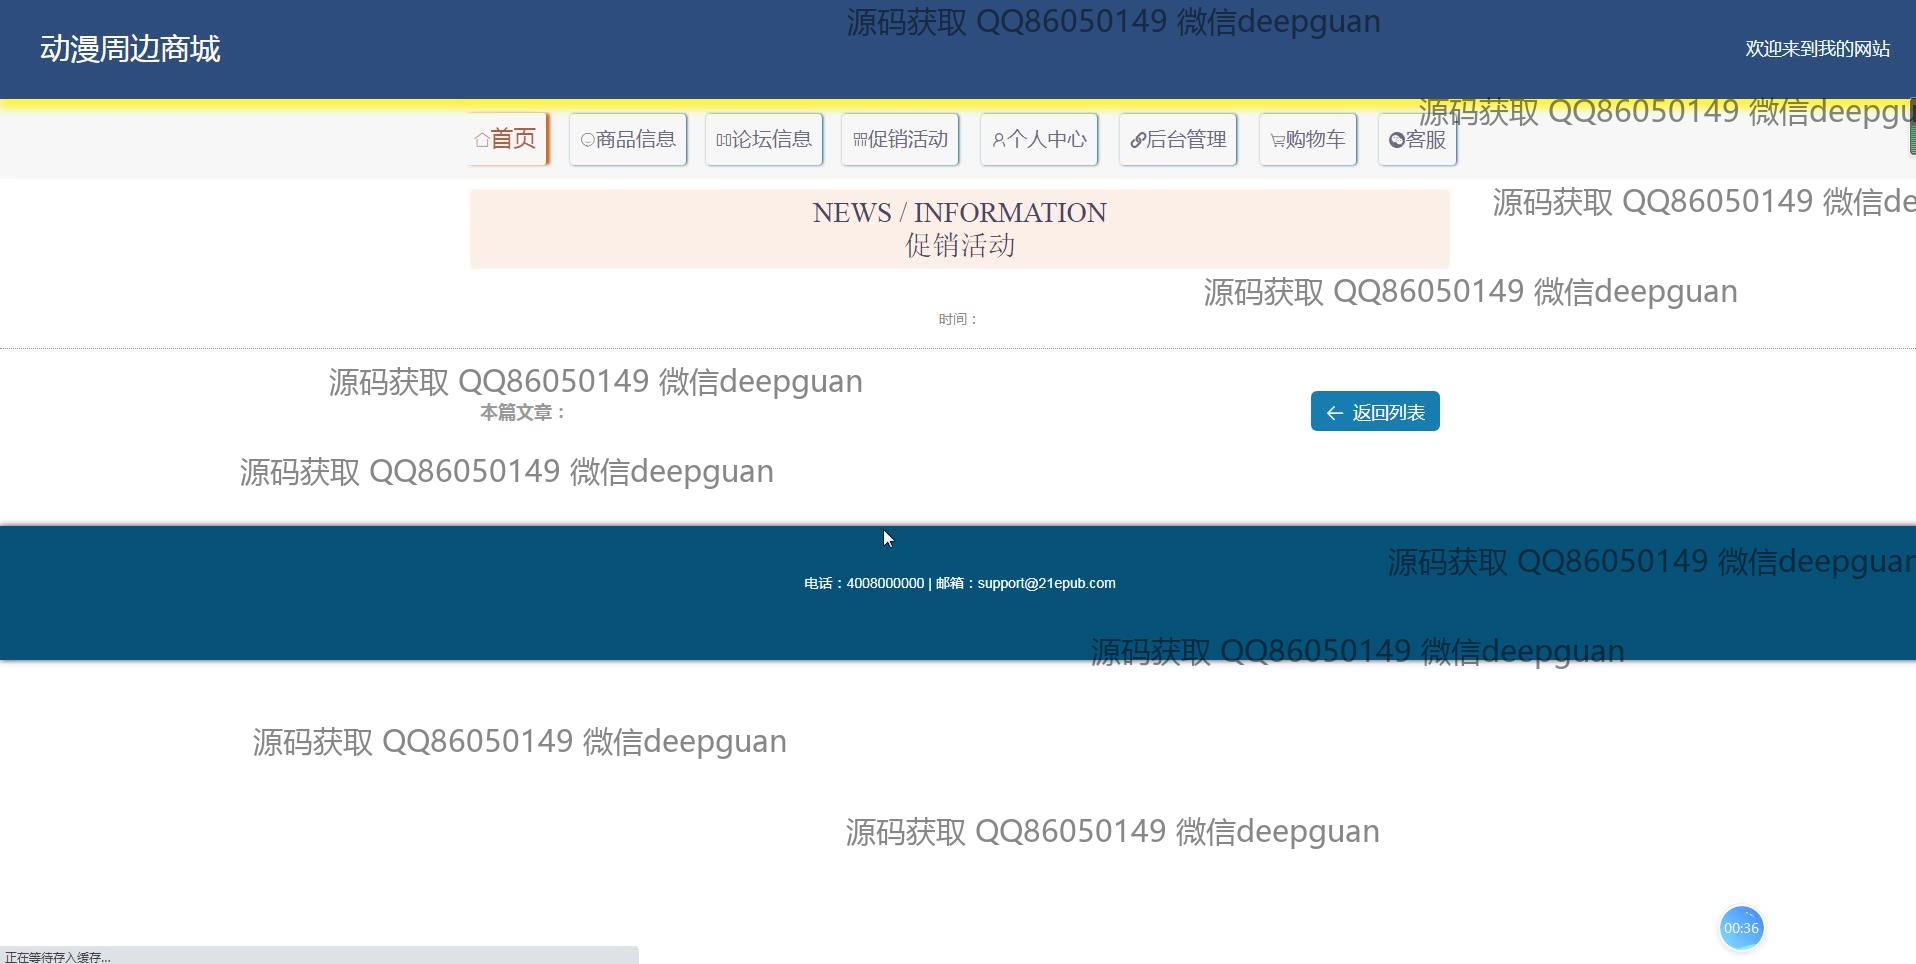 源码获取 QQ86050149 微信deepguan
动漫周边商城
欢迎来到我的网站
源码获取 QQ86050149 微信deepgu
首页
商品信息
论坛信息
促销活动
个人中心
后台管理
购物车
客服
源码获取 QQ86050149 微信de
NEWS / INFORMATION
促销活动
源码获取 QQ86050149 微信deepguan
时间：
源码获取 QQ86050149 微信deepguan
本篇文章：
返回列表
源码获取 QQ86050149 微信deepguan
源码获取 QQ86050149 微信deepguan
电话：4008000000 | 邮箱：support@21epub.com
源码获取 QQ86050149 微信deepguan
源码获取 QQ86050149 微信deepguan
源码获取 QQ86050149 微信deepguan
00:36
正在等待存入缓存...